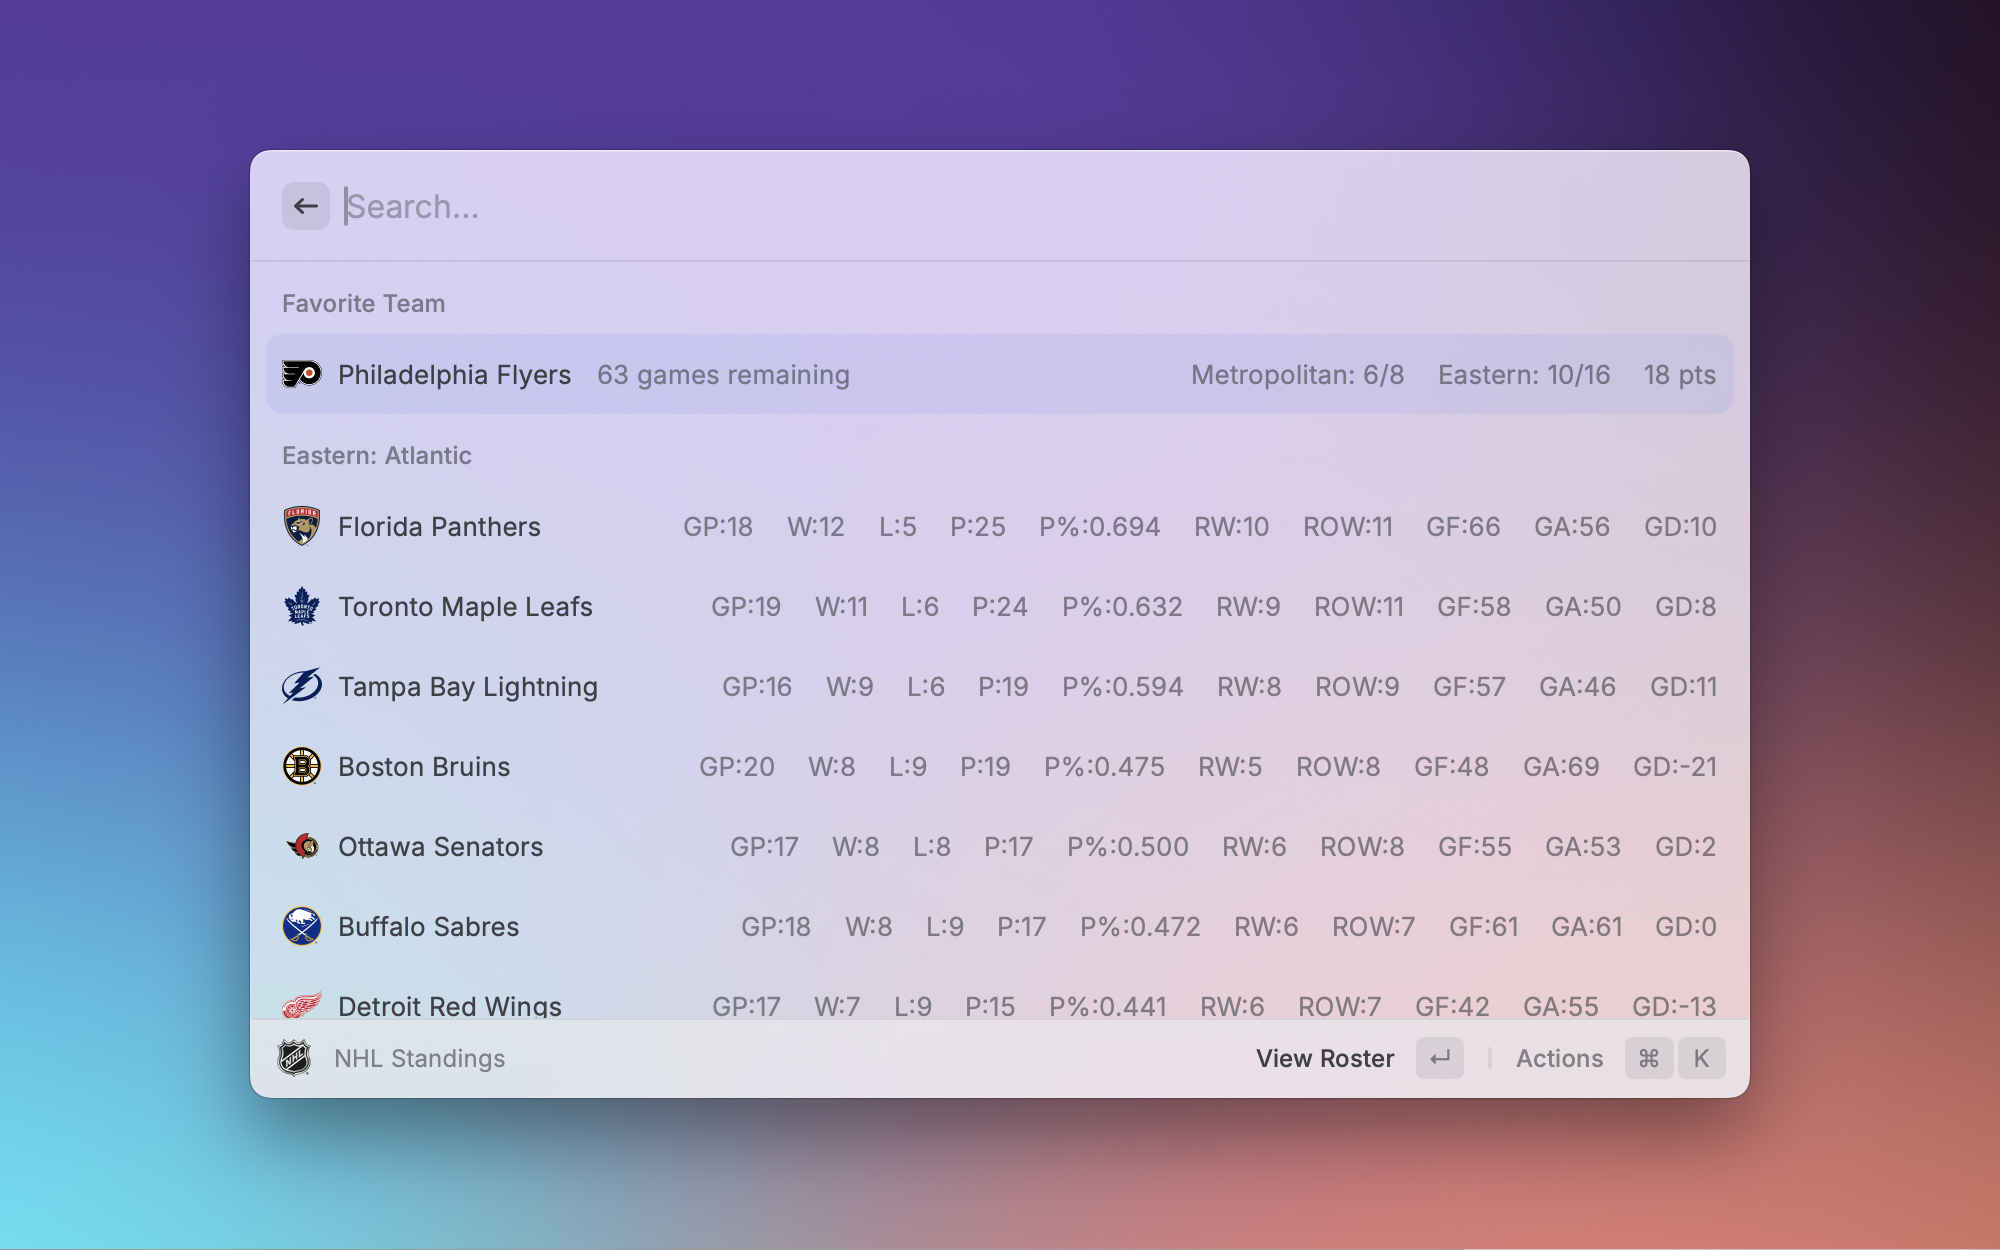 Search...
Favorite Team
Philadelphia Flyers 63 games remaining Metropolitan: 6/8 Eastern: 10/16 18 pts
Eastern: Atlantic
FLORIDA
Florida Panthers GP:18 W:12 L:5 P:25 P%:0.694 RW:10 ROW:11 GF:66 GA:56 GD:10
TORONTO MAPLE LEAFS
Toronto Maple Leafs GP:19 W:11 L:6 P:24 P%:0.632 RW:9 ROW:11 GF:58 GA:50 GD:8
Tampa Bay Lightning GP:16 W:9 L:6 P:19 P%:0.594 RW:8 ROW:9 GF:57 GA:46 GD:11
B
Boston Bruins GP:20 W:8 L:9 P:19 P%:0.475 RW:5 ROW:8 GF:48 GA:69 GD:-21
Ottawa Senators GP:17 W:8 L:8 P:17 P%:0.500 RW:6 ROW:8 GF:55 GA:53 GD:2
Buffalo Sabres GP:18 W:8 L:9 P:17 P%:0.472 RW:6 ROW:7 GF:61 GA:61 GD:0
Detroit Red Wings GP:17 W:7 L:9 P:15 P%:0.441 RW:6 ROW:7 GF:42 GA:55 GD:-13
NHL
NHL Standings View Roster ↵ Actions ⌘ K